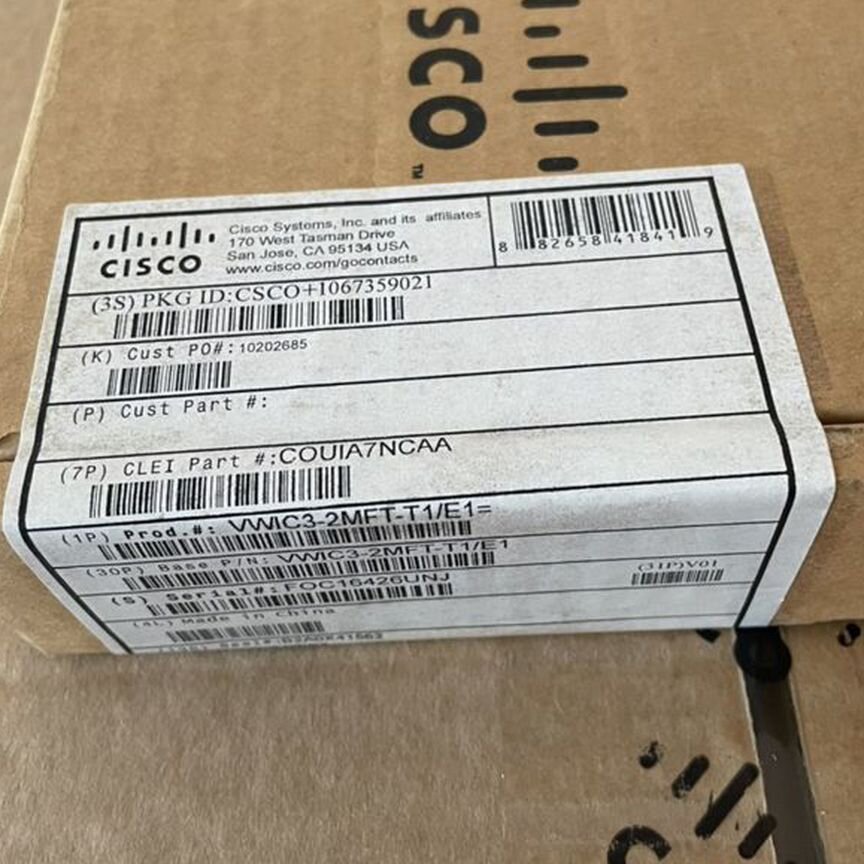 CISCO
TM
CISCO
Cisco Systems, Inc. and its affiliates
170 West Tasman Drive
San Jose, CA 95134 USA
www.cisco.com/gocontacts
8 82658 41841 9
(3S) PKG ID:CSCO+1067359021
(K) Cust PO#:10202685
(P) Cust Part #:
(7P) CLEI Part #:COUIA7NCAA
(1P) Prod.#: VWIC3-2MFT-T1/E1=
(30P) Base P/N: VWIC3-2MFT-T1/E1
(31P)V01
(S) Serial#:FOC16426UNJ
(4L) Made in China